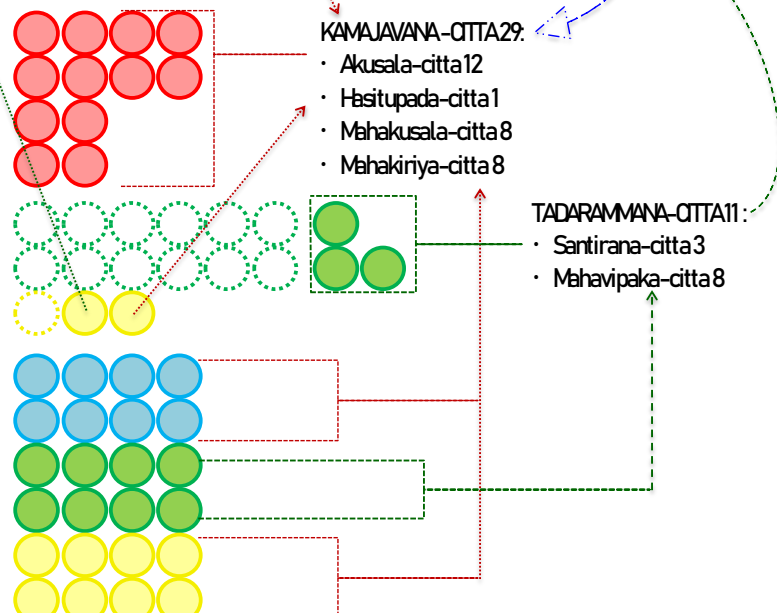 KAMAJAVANA-CITTA 29:
• Akusala-citta 12
• Hasitupada-citta 1
• Mahakusala-citta 8
• Mahakiriya-citta 8
TADARAMMANA-CITTA 11 :
• Santirana-citta 3
• Mahavipaka-citta 8